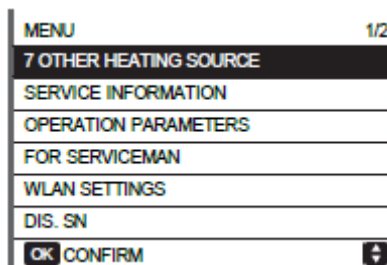 MENU 1/2
7 OTHER HEATING SOURCE
SERVICE INFORMATION
OPERATION PARAMETERS
FOR SERVICEMAN
WLAN SETTINGS
DIS. SN
OK CONFIRM